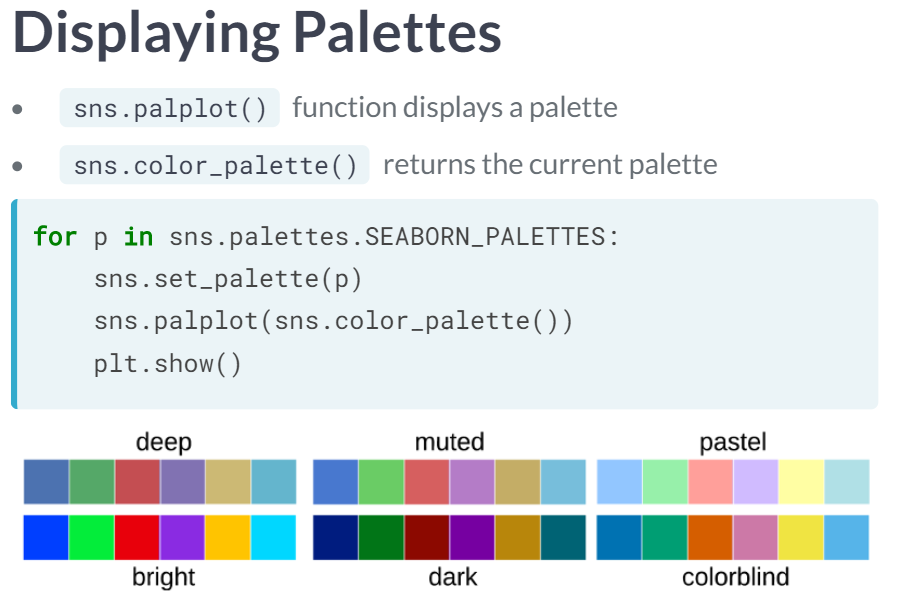 Displaying Palettes
• sns.palplot() function displays a palette
• sns.color_palette() returns the current palette
for p in sns.palettes.SEABORN_PALETTES:
    sns.set_palette(p)
    sns.palplot(sns.color_palette())
    plt.show()
deep muted pastel
bright dark colorblind